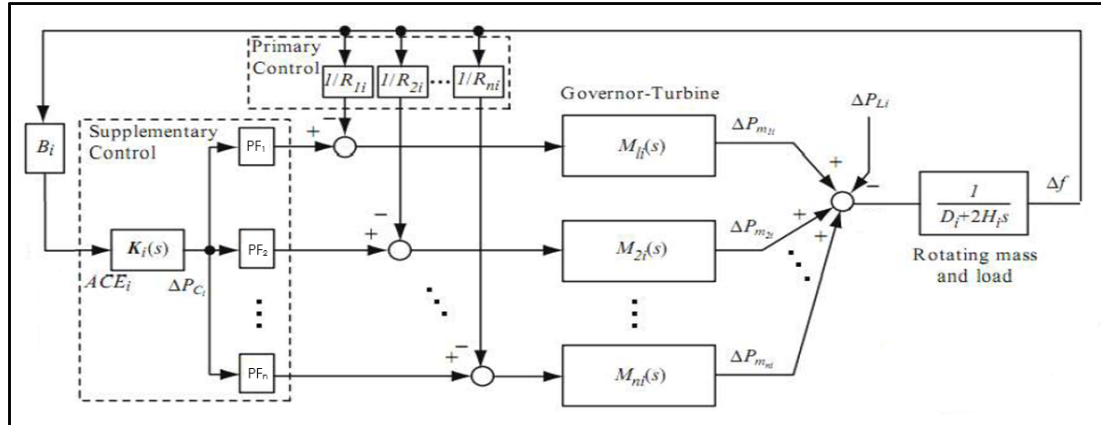 Primary
Control
1/R1i
1/R2i
...
1/Rni
Governor-Turbine
ΔPLi
Bi
Supplementary
Control
PF1
+
−
M1i(s)
ΔPm1i
+
−
1
Di+2His
Δf
Ki(s)
ACEi
ΔPCi
PF2
+
−
M2i(s)
ΔPm2i
+
+
Rotating mass
and load
PFn
+
−
Mni(s)
ΔPmni